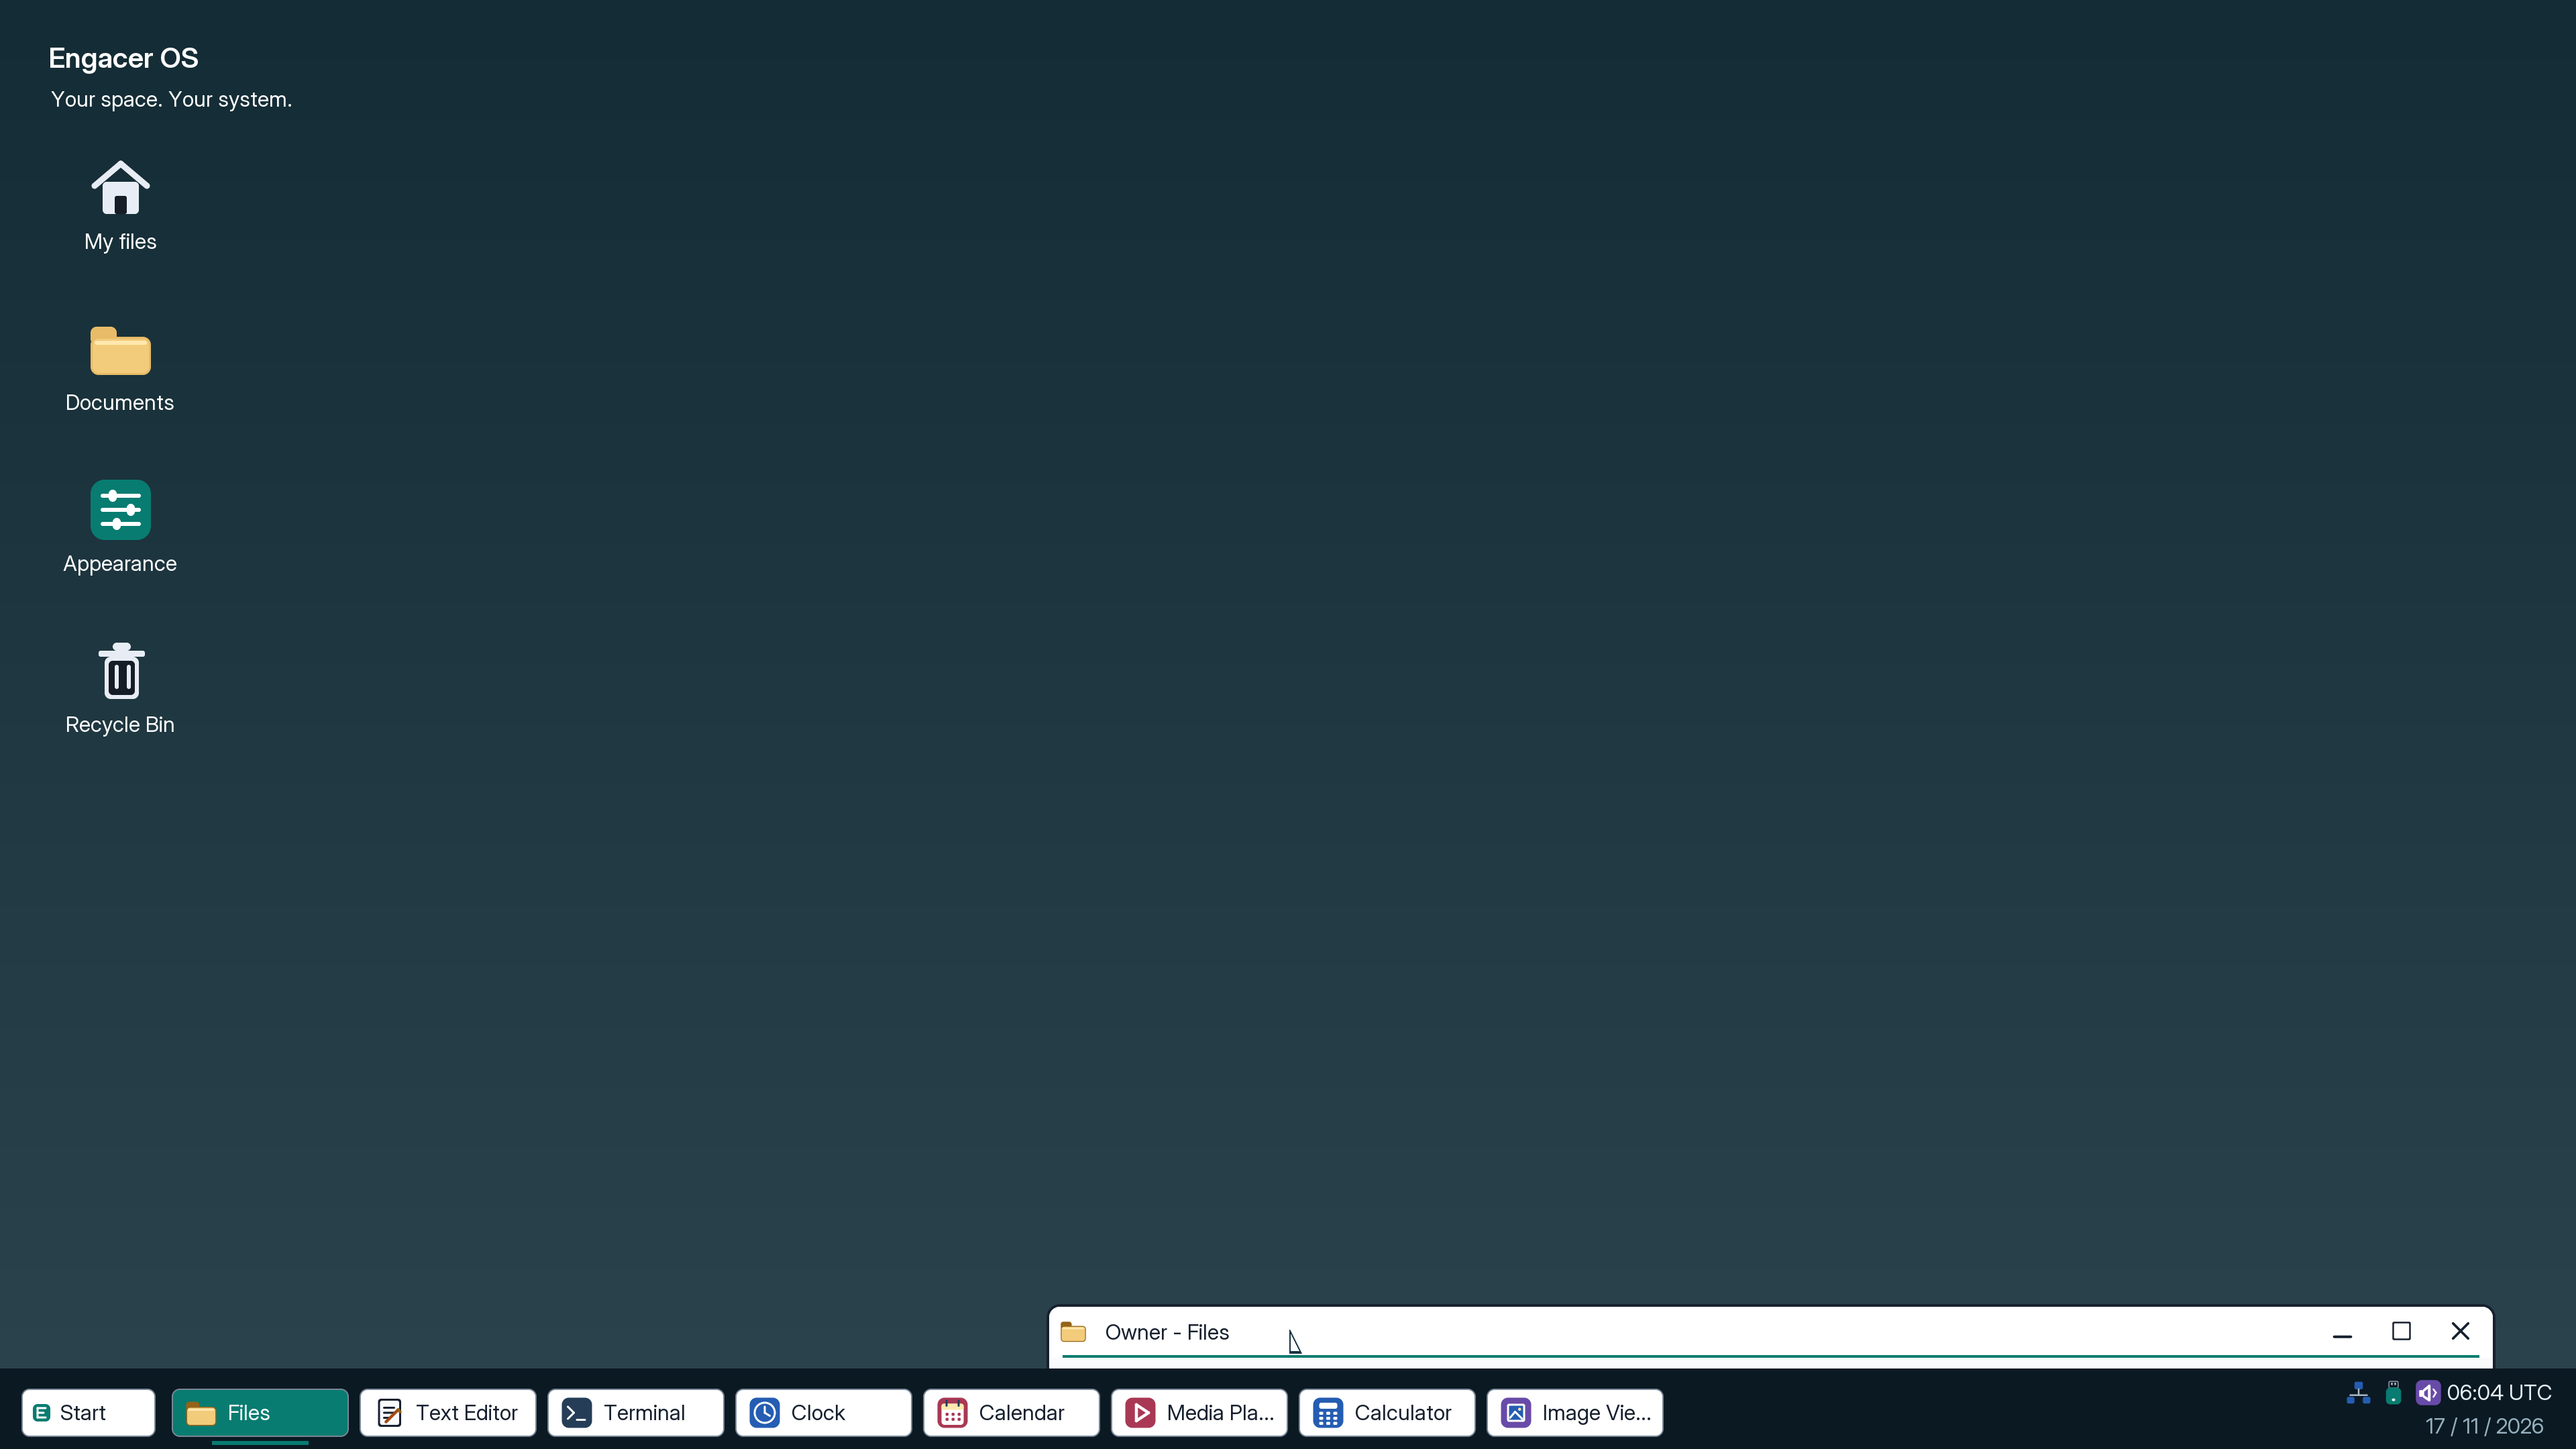 Engacer OS
Your space. Your system.
My files
Documents
Appearance
Recycle Bin
Owner - Files
Start
Files
Text Editor
Terminal
Clock
Calendar
Media Pla...
Calculator
Image Vie...
06:04 UTC
17 / 11 / 2026